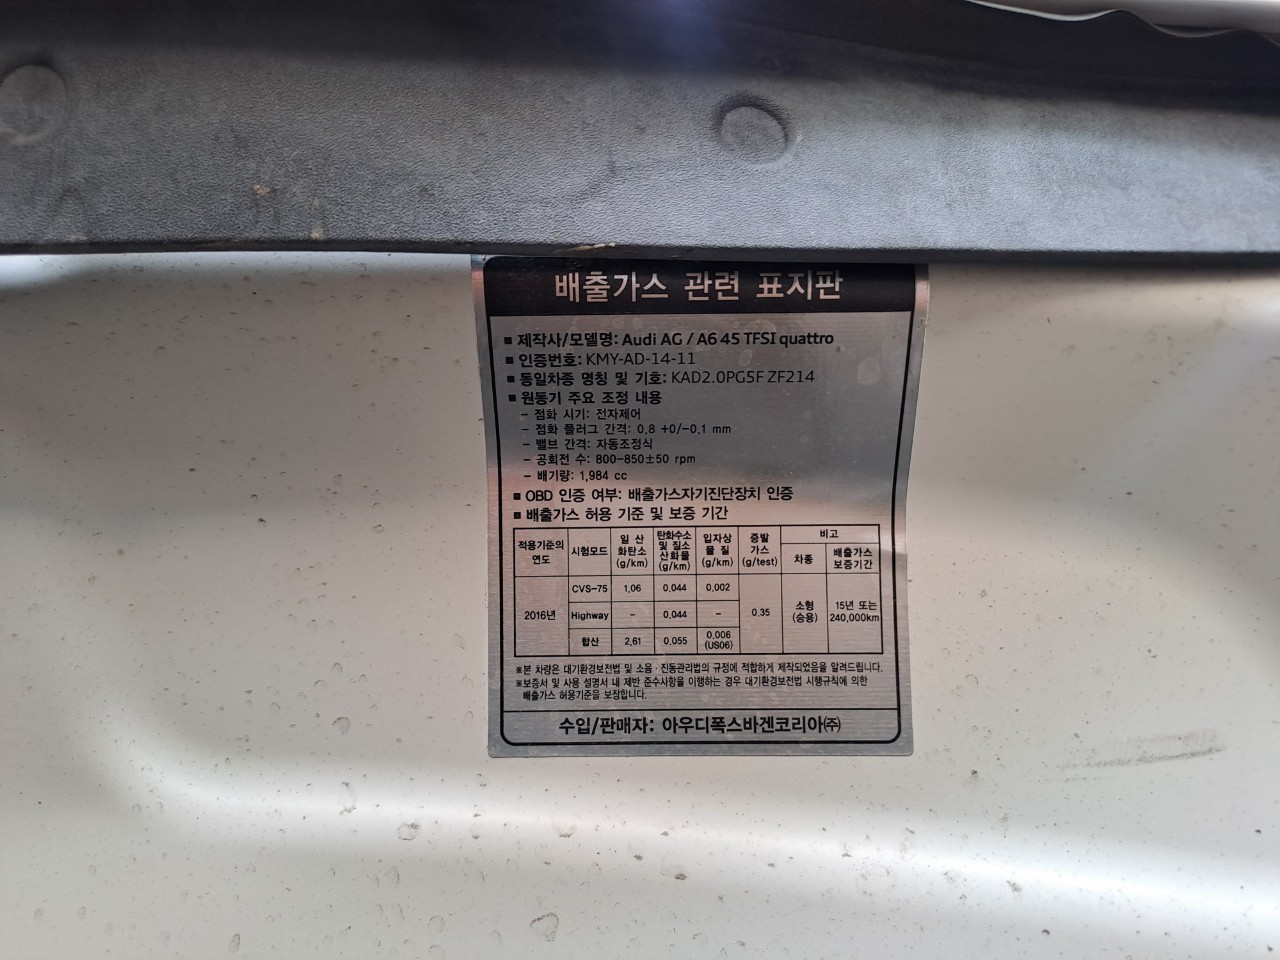 배출가스 관련 표지판
■ 제작사/모델명: Audi AG / A6 45 TFSI quattro
■ 인증번호: KMY-AD-14-11
■ 동일차종 명칭 및 기호: KAD2.0PG5F ZF214
■ 원동기 주요 조정 내용
- 점화 시기: 전자제어
- 점화 플러그 간격: 0.8 +0/-0.1 mm
- 밸브 간격: 자동조정식
- 공회전 수: 800-850±50 rpm
- 배기량: 1,984 cc
■ OBD 인증 여부: 배출가스자기진단장치 인증
■ 배출가스 허용 기준 및 보증 기간
적용기준의 연도 시험모드 일 산화탄소 (g/km) 탄화수소 및 질소산화물 (g/km) 입자상 물 질 (g/km) 증발가스 (g/test) 비고
차종 배출가스 보증기간
CVS-75 1.06 0.044 0.002
2016년 Highway - 0.044 - 0.35 소형 (승용) 15년 또는 240,000km
합산 2.61 0.055 0.006 (US06)
※본 차량은 대기환경보전법 및 소음·진동관리법의 규정에 적합하게 제작되었음을 알려드립니다.
※보증서 및 사용 설명서 내 제반 준수사항을 이행하는 경우 대기환경보전법 시행규칙에 의한
배출가스 허용기준을 보장합니다.
수입/판매자: 아우디폭스바겐코리아㈜